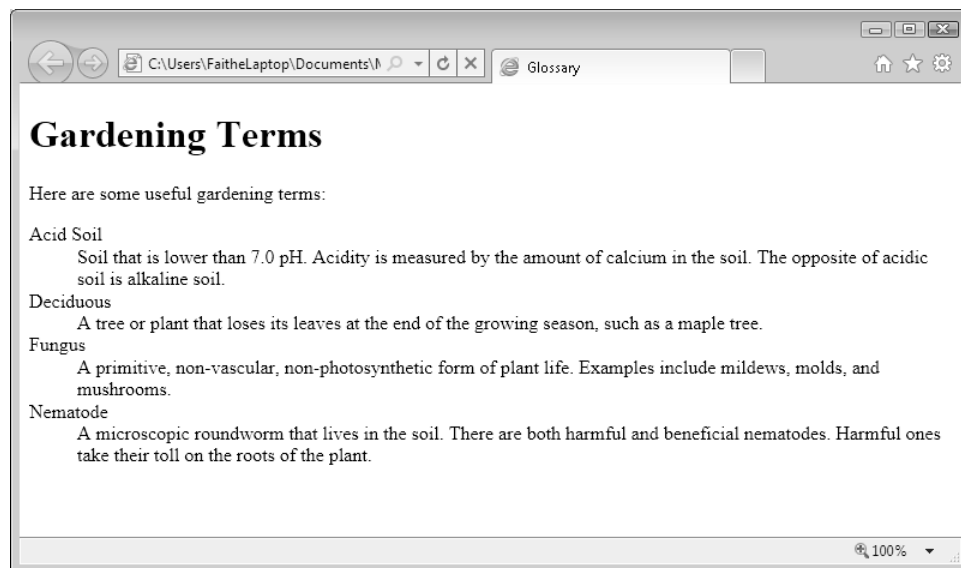 C:\Users\FaitheLaptop\Documents\
Glossary
Gardening Terms
Here are some useful gardening terms:
Acid Soil
Soil that is lower than 7.0 pH. Acidity is measured by the amount of calcium in the soil. The opposite of acidic
soil is alkaline soil.
Deciduous
A tree or plant that loses its leaves at the end of the growing season, such as a maple tree.
Fungus
A primitive, non-vascular, non-photosynthetic form of plant life. Examples include mildews, molds, and
mushrooms.
Nematode
A microscopic roundworm that lives in the soil. There are both harmful and beneficial nematodes. Harmful ones
take their toll on the roots of the plant.
100%